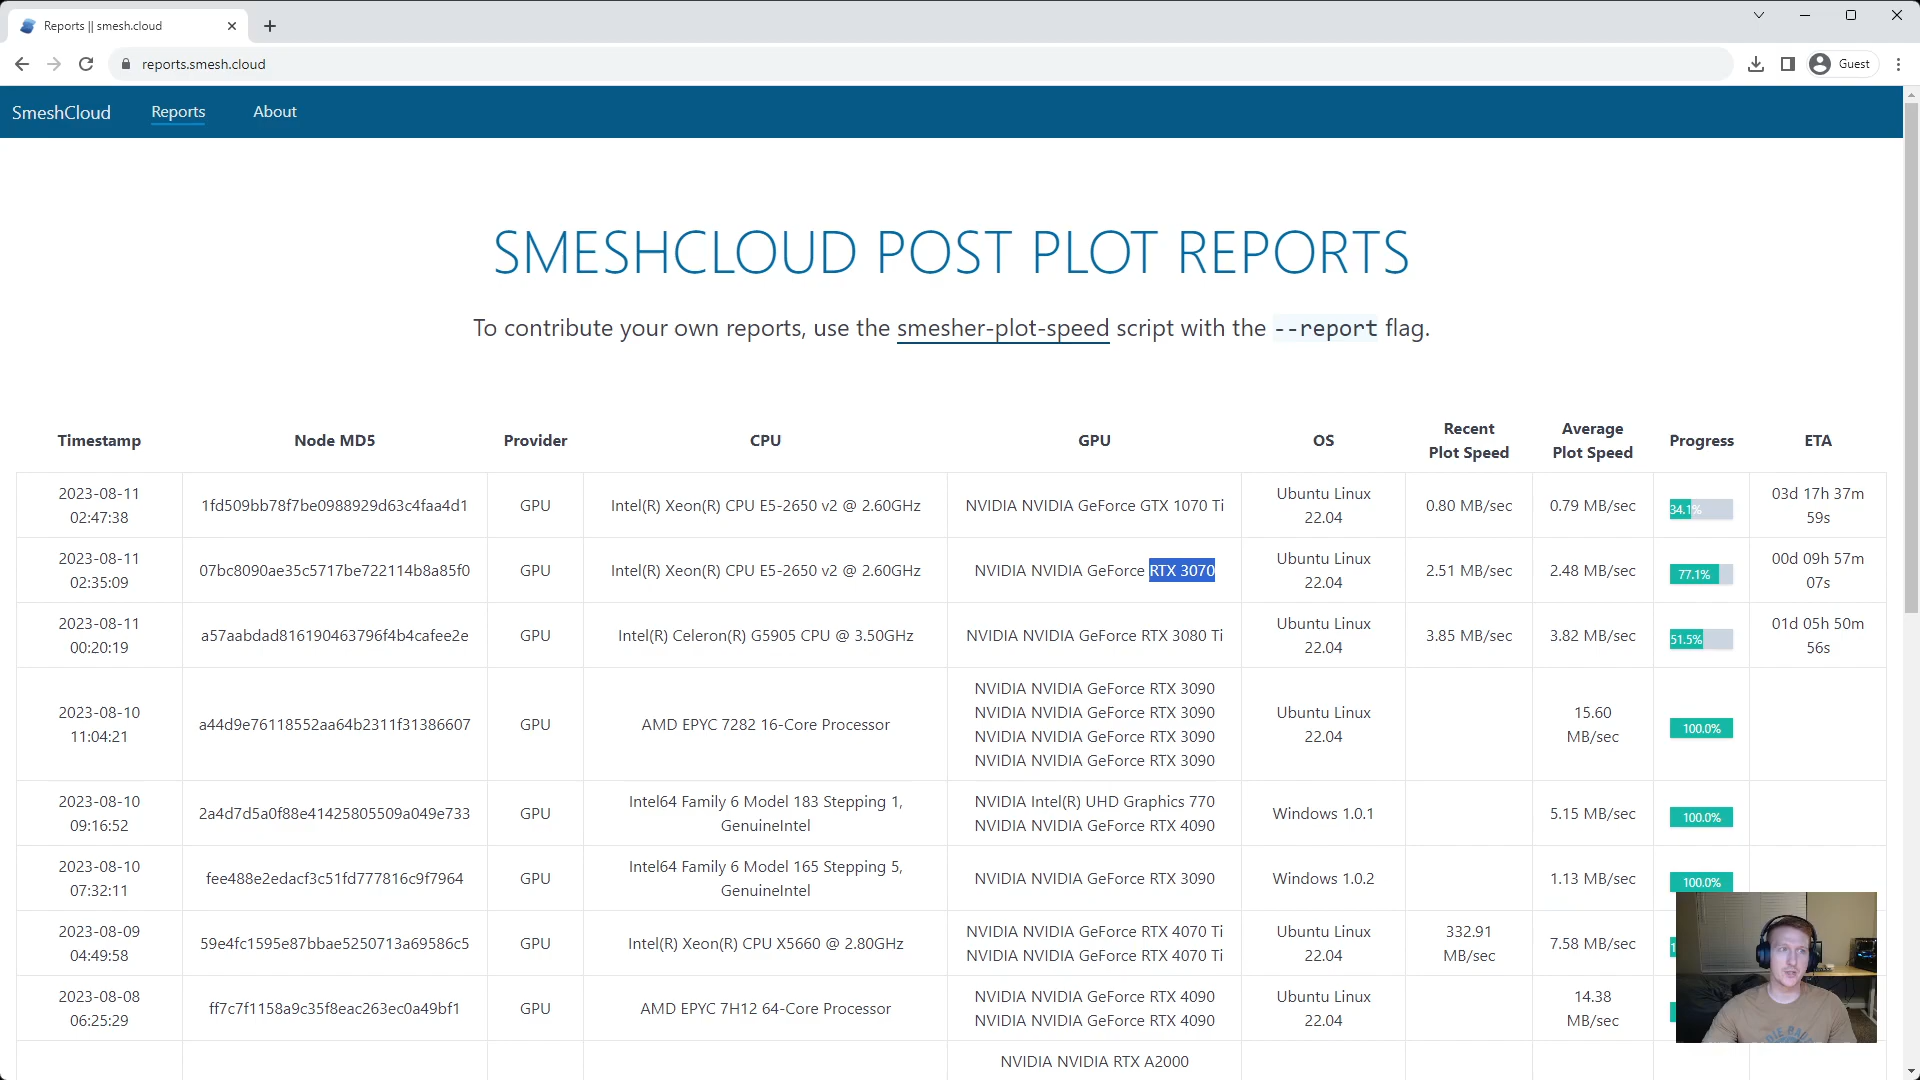 Reports || smesh.cloud
reports.smesh.cloud
Guest
SmeshCloud Reports About
SMESHCLOUD POST PLOT REPORTS
To contribute your own reports, use the smesher-plot-speed script with the --report flag.
Timestamp Node MD5 Provider CPU GPU OS Recent Plot Speed Average Plot Speed Progress ETA
2023-08-11 02:47:38 1fd509bb78f7be0988929d63c4faa4d1 GPU Intel(R) Xeon(R) CPU E5-2650 v2 @ 2.60GHz NVIDIA NVIDIA GeForce GTX 1070 Ti Ubuntu Linux 22.04 0.80 MB/sec 0.79 MB/sec 34.1% 03d 17h 37m 59s
2023-08-11 02:35:09 07bc8090ae35c5717be722114b8a85f0 GPU Intel(R) Xeon(R) CPU E5-2650 v2 @ 2.60GHz NVIDIA NVIDIA GeForce RTX 3070 Ubuntu Linux 22.04 2.51 MB/sec 2.48 MB/sec 77.1% 00d 09h 57m 07s
2023-08-11 00:20:19 a57aabdad816190463796f4b4cafee2e GPU Intel(R) Celeron(R) G5905 CPU @ 3.50GHz NVIDIA NVIDIA GeForce RTX 3080 Ti Ubuntu Linux 22.04 3.85 MB/sec 3.82 MB/sec 51.5% 01d 05h 50m 56s
2023-08-10 11:04:21 a44d9e76118552aa64b2311f31386607 GPU AMD EPYC 7282 16-Core Processor NVIDIA NVIDIA GeForce RTX 3090 NVIDIA NVIDIA GeForce RTX 3090 NVIDIA NVIDIA GeForce RTX 3090 NVIDIA NVIDIA GeForce RTX 3090 Ubuntu Linux 22.04 15.60 MB/sec 100.0%
2023-08-10 09:16:52 2a4d7d5a0f88e41425805509a049e733 GPU Intel64 Family 6 Model 183 Stepping 1, GenuineIntel NVIDIA Intel(R) UHD Graphics 770 NVIDIA NVIDIA GeForce RTX 4090 Windows 1.0.1 5.15 MB/sec 100.0%
2023-08-10 07:32:11 fee488e2edacf3c51fd777816c9f7964 GPU Intel64 Family 6 Model 165 Stepping 5, GenuineIntel NVIDIA NVIDIA GeForce RTX 3090 Windows 1.0.2 1.13 MB/sec 100.0%
2023-08-09 04:49:58 59e4fc1595e87bbae5250713a69586c5 GPU Intel(R) Xeon(R) CPU X5660 @ 2.80GHz NVIDIA NVIDIA GeForce RTX 4070 Ti NVIDIA NVIDIA GeForce RTX 4070 Ti Ubuntu Linux 22.04 332.91 MB/sec 7.58 MB/sec
2023-08-08 06:25:29 ff7c7f1158a9c35f8eac263ec0a49bf1 GPU AMD EPYC 7H12 64-Core Processor NVIDIA NVIDIA GeForce RTX 4090 NVIDIA NVIDIA GeForce RTX 4090 Ubuntu Linux 22.04 14.38 MB/sec
NVIDIA NVIDIA RTX A2000